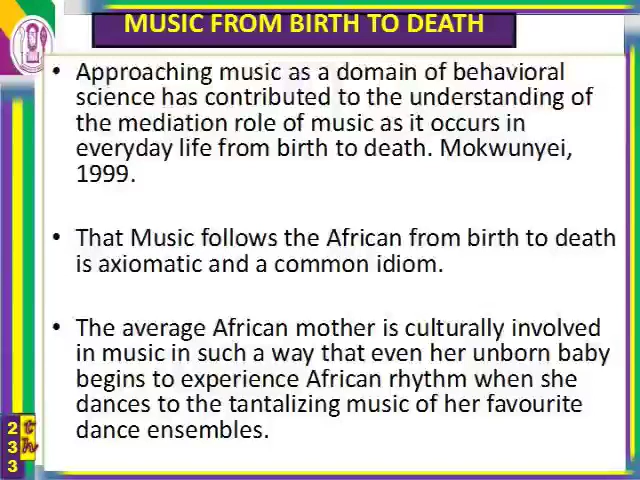 MUSIC FROM BIRTH TO DEATH
• Approaching music as a domain of behavioral
science has contributed to the understanding of
the mediation role of music as it occurs in
everyday life from birth to death. Mokwunyei,
1999.
• That Music follows the African from birth to death
is axiomatic and a common idiom.
• The average African mother is culturally involved
in music in such a way that even her unborn baby
begins to experience African rhythm when she
dances to the tantalizing music of her favourite
dance ensembles.
2 t
3 h
3